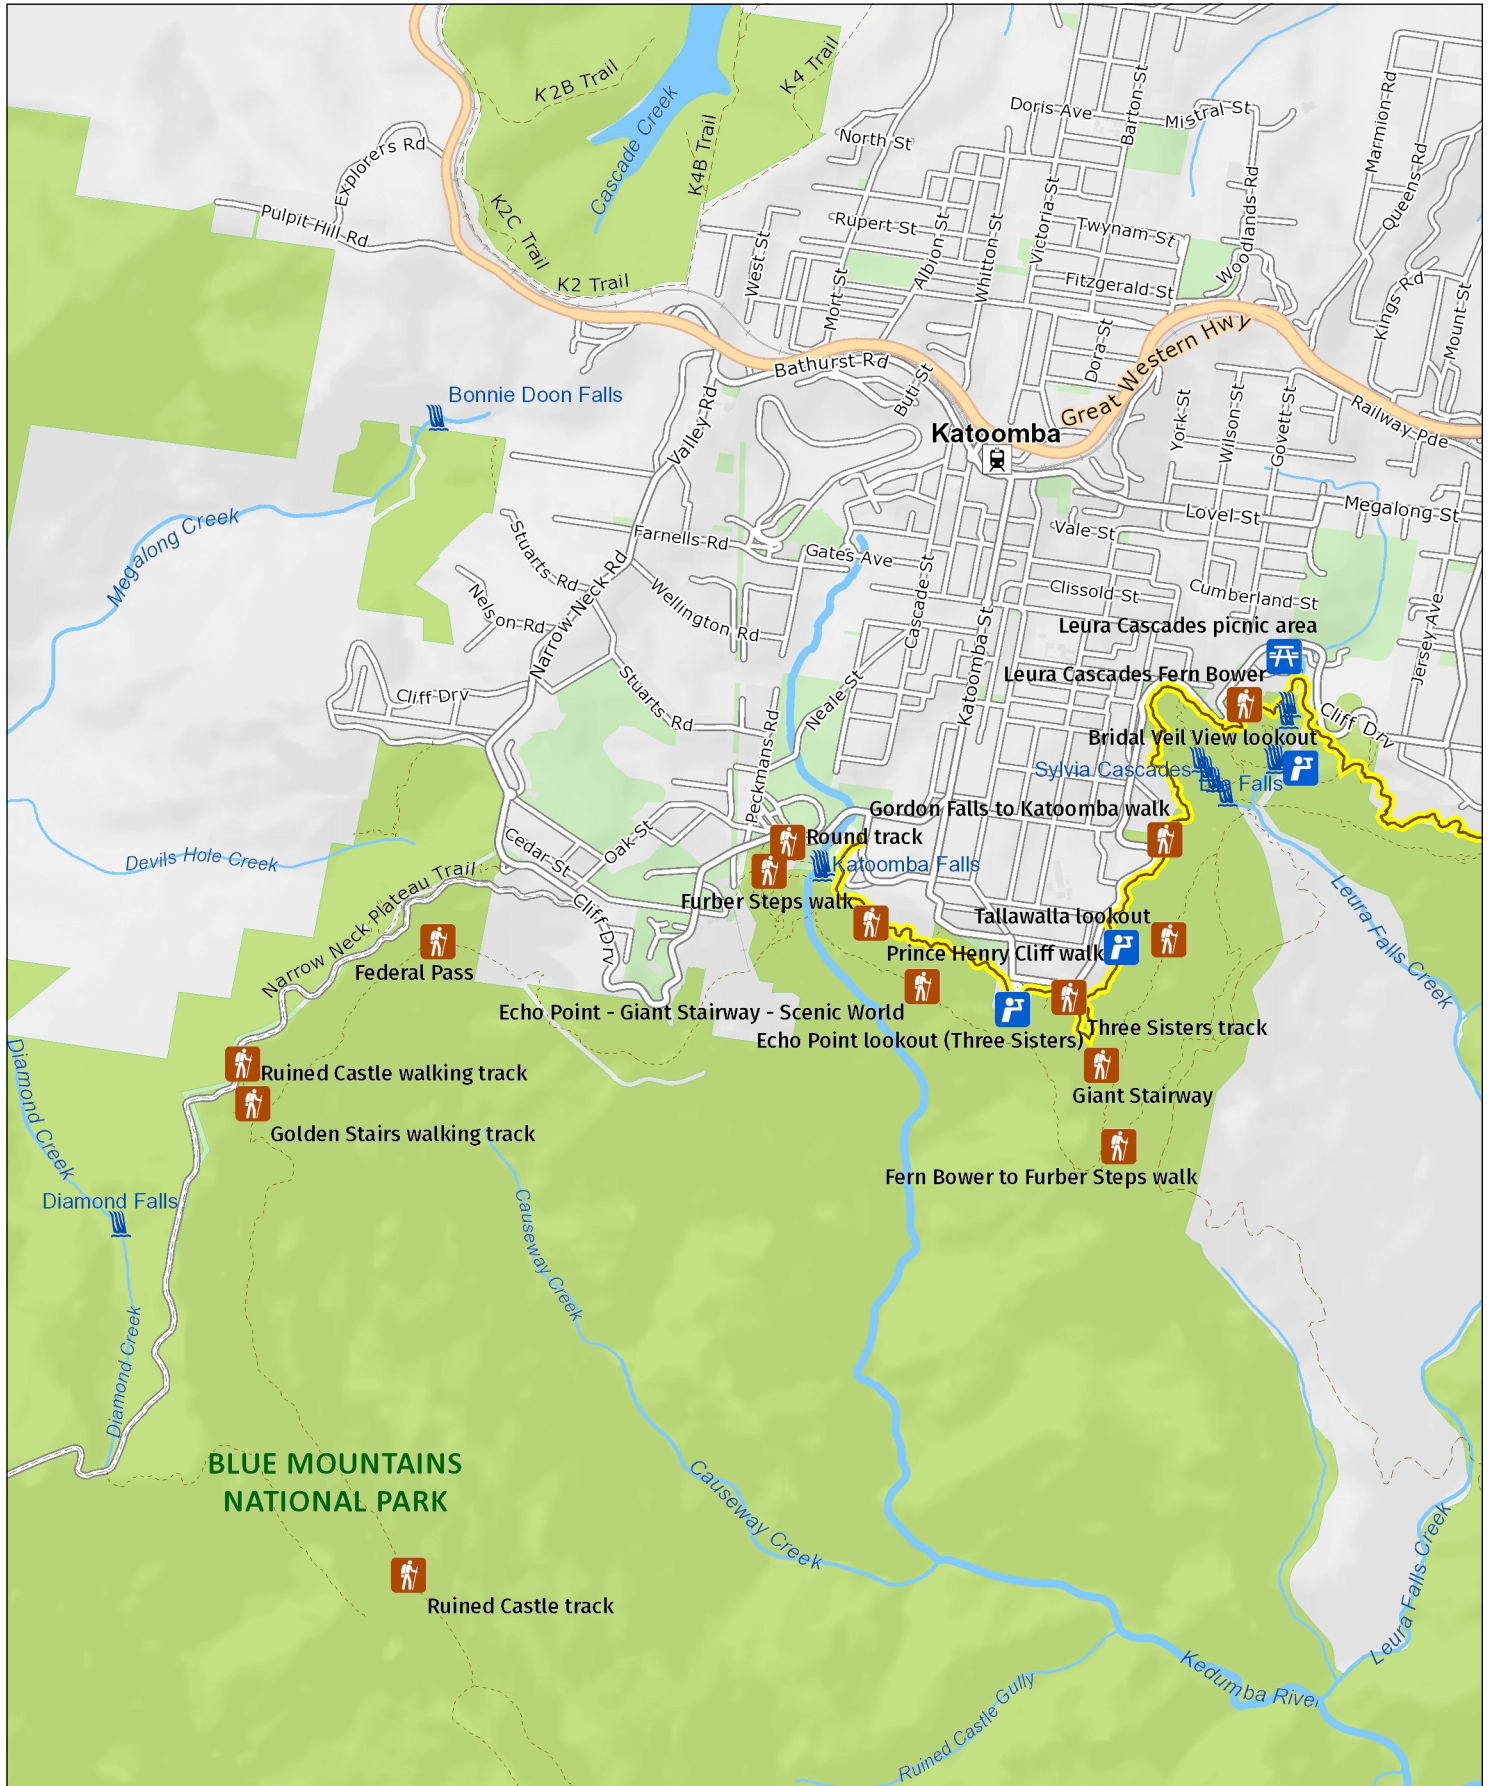 K2B Trail
K4 Trail
Cascade Creek
K4B Trail
Doris Ave
Barton St
Mistral St
Marmion Rd
North St
Explorers Rd
Queens Rd
Pulpit Hill Rd
K2C Trail
K2 Trail
West St
Rupert St
Albion St
Whitton St
Victoria St
Twynam St
Woodlands Rd
Mort St
Fitzgerald St
Kings Rd
Mount St
Dora St
Great Western Hwy
Bathurst Rd
Buti St
Bonnie Doon Falls
Valley Rd
Katoomba
York St
Wilson St
Govett St
Railway Pde
Megalong Creek
Farnells Rd
Stuarts Rd
Gates Ave
Vale St
Lovel St
Megalong St
Nelson Rd
Narrow Neck Rd
Wellington Rd
Cascade St
Clissold St
Cumberland St
Jersey Ave
Leura Cascades picnic area
Katoomba St
Leura Cascades Fern Bower
Cliff Drv
Stuarts Rd
Neale St
Cliff Drv
Peckmans Rd
Bridal Veil View lookout
Sylvia Cascades
Falls
Gordon Falls to Katoomba walk
Devils Hole Creek
Cedar St
Oak St
Round track
Katoomba Falls
Furber Steps walk
Narrow Neck Plateau Trail
Cliff Drv
Tallawalla lookout
Leura Falls Creek
Prince Henry Cliff walk
Federal Pass
Echo Point - Giant Stairway - Scenic World
Echo Point lookout (Three Sisters)
Three Sisters track
Ruined Castle walking track
Giant Stairway
Diamond Creek
Golden Stairs walking track
Fern Bower to Furber Steps walk
Diamond Falls
Causeway Creek
Diamond Creek
BLUE MOUNTAINS
NATIONAL PARK
Causeway Creek
Leura Falls Creek
Ruined Castle track
Kedumba River
Ruined Castle Gully